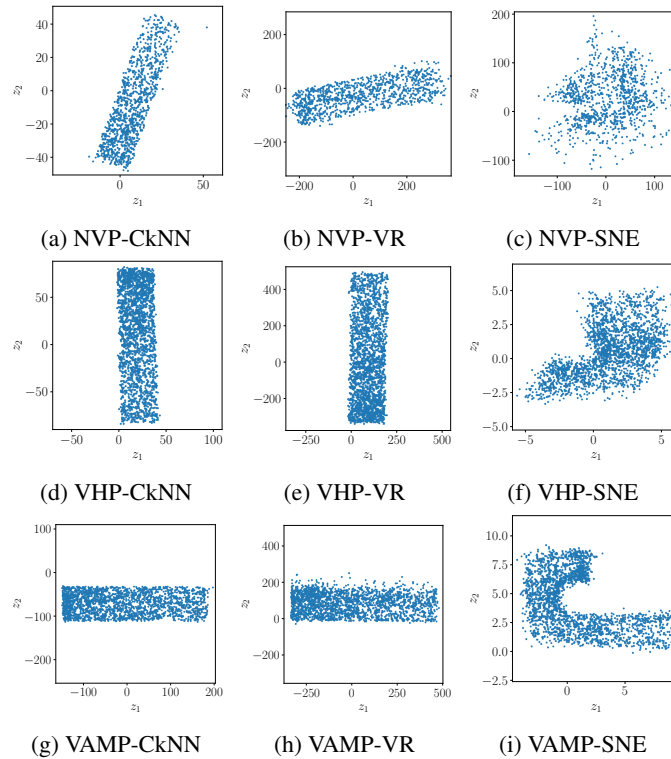 40
20
0
−20
−40
z2
0
50
z1
(a) NVP-CkNN
200
0
−200
z2
−200
0
200
z1
(b) NVP-VR
200
150
100
50
0
−50
−100
z2
−100
0
100
z1
(c) NVP-SNE
50
0
−50
z2
−50
0
50
100
z1
(d) VHP-CkNN
400
200
0
−200
z2
−250
0
250
500
z1
(e) VHP-VR
5.0
2.5
0.0
−2.5
−5.0
z2
−5
0
5
z1
(f) VHP-SNE
100
0
−100
−200
z2
−100
0
100
200
z1
(g) VAMP-CkNN
400
200
0
−200
−400
z2
−250
0
250
500
z1
(h) VAMP-VR
10.0
7.5
5.0
2.5
0.0
−2.5
z2
0
5
z1
(i) VAMP-SNE